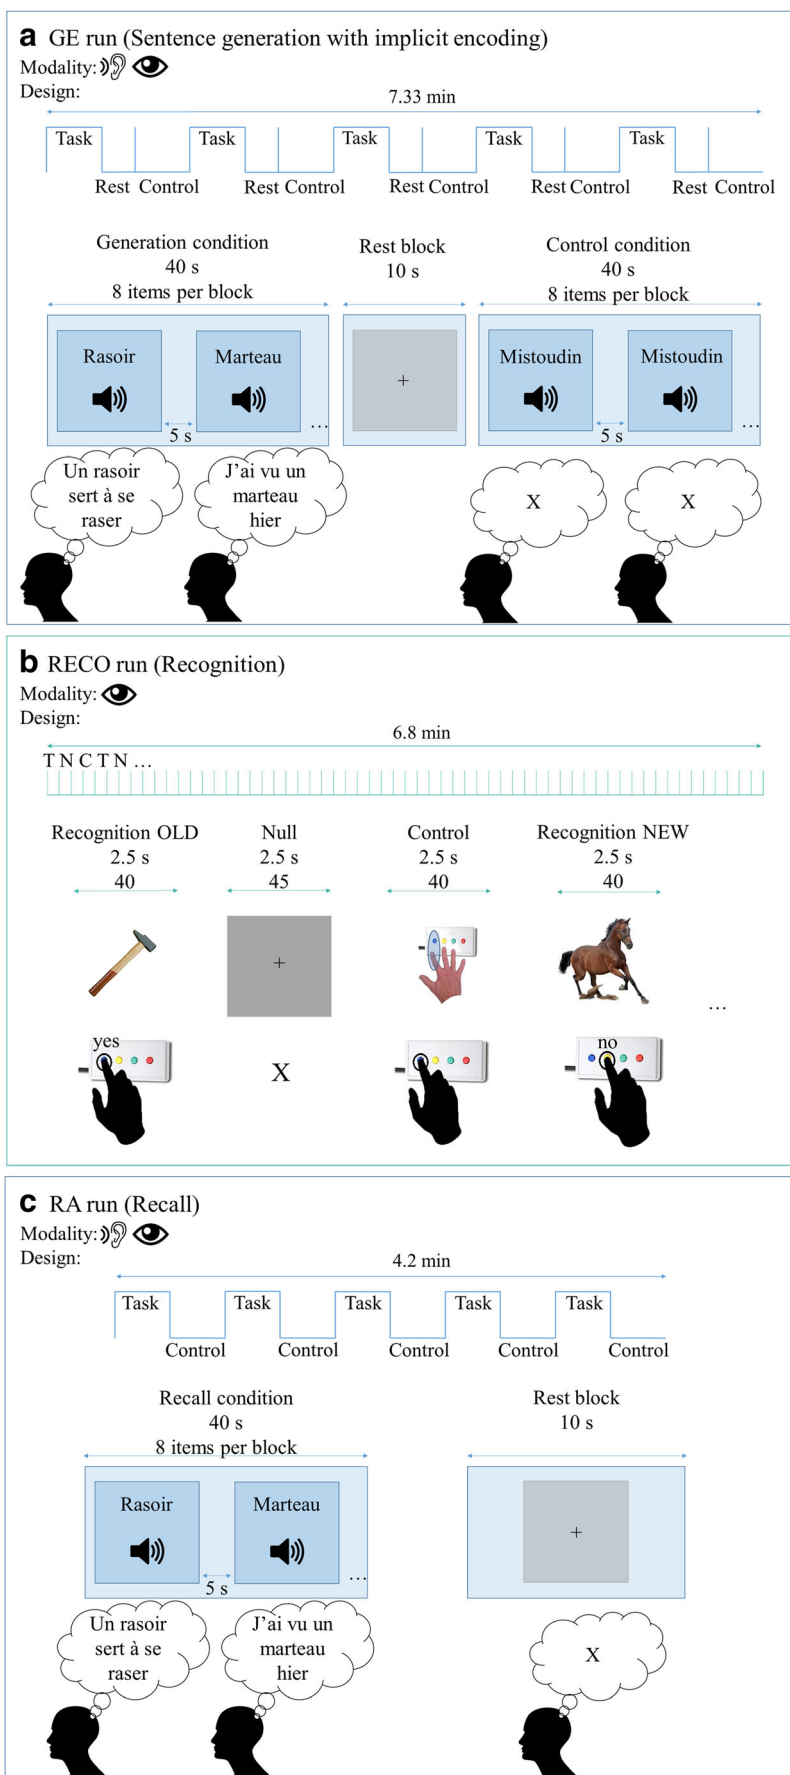 a GE run (Sentence generation with implicit encoding)
Modality:
Design:
7.33 min
Task Task Task Task Task
Rest Control Rest Control Rest Control Rest Control Rest Control
Generation condition
40 s
8 items per block
Rest block
10 s
Control condition
40 s
8 items per block
Rasoir Marteau + Mistoudin Mistoudin
... ...
5 s 5 s
Un rasoir
sert à se
raser
J'ai vu un
marteau
hier
X X
b RECO run (Recognition)
Modality:
Design:
6.8 min
T N C T N ...
Recognition OLD Null Control Recognition NEW
2.5 s 2.5 s 2.5 s 2.5 s
40 45 40 40
+
...
yes no
X
c RA run (Recall)
Modality:
Design:
4.2 min
Task Task Task Task Task
Control Control Control Control Control
Recall condition
40 s
8 items per block
Rest block
10 s
Rasoir Marteau
+
...
5 s
Un rasoir
sert à se
raser
J'ai vu un
marteau
hier
X